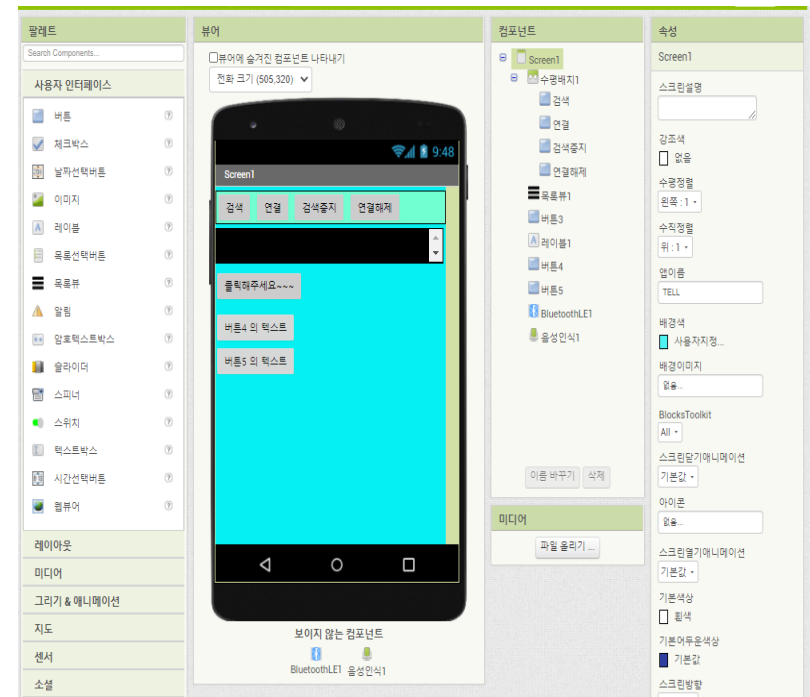 팔레트
Search Components...
사용자 인터페이스
버튼
체크박스
날짜선택버튼
이미지
레이블
목록선택버튼
목록뷰
알림
암호텍스트박스
슬라이더
스피너
스위치
텍스트박스
시간선택버튼
웹뷰어
레이아웃
미디어
그리기 & 애니메이션
지도
센서
소셜
뷰어
뷰어에 숨겨진 컴포넌트 나타내기
전화 크기 (505,320)
9:48
Screen1
검색 연결 검색중지 연결해제
클릭해주세요~~~
버튼4 의 텍스트
버튼5 의 텍스트
보이지 않는 컴포넌트
BluetoothLE1 음성인식1
컴포넌트
Screen1
수평배치1
검색
연결
검색중지
연결해제
목록뷰1
버튼3
레이블1
버튼4
버튼5
BluetoothLE1
음성인식1
이름 바꾸기 삭제
미디어
파일 올리기 ...
속성
Screen1
스크린설명
강조색
없음
수평정렬
왼쪽 : 1
수직정렬
위 : 1
앱이름
TELL
배경색
사용자지정...
배경이미지
없음...
BlocksToolkit
All
스크린닫기애니메이션
기본값
아이콘
없음...
스크린열기애니메이션
기본값
기본색상
흰색
기본어두운색상
기본값
스크린방향